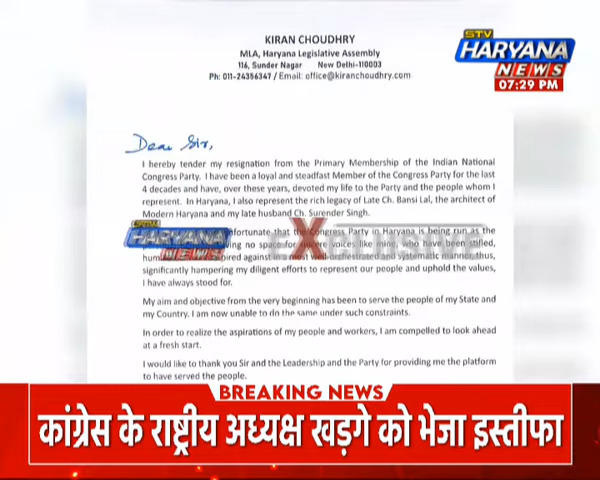 KIRAN CHOUDHRY
MLA, Haryana Legislative Assembly
116, Sunder Nagar New Delhi-110003
Ph: 011-24356347 / Email: office@kiranchoudhry.com
STV
HARYANA
NEWS
07:29 PM
Dear Sir,
I hereby tender my resignation from the Primary Membership of the Indian National
Congress Party. I have been a loyal and steadfast Member of the Congress Party for the last
4 decades and have, over these years, devoted my life to the Party and the people whom I
represent. In Haryana, I also represent the rich legacy of Late Ch. Bansi Lal, the architect of
Modern Haryana and my late husband Ch. Surender Singh.
HARYANA
NEWS
EXCLUSIVE
fortunate that the Congress Party in Haryana is being run as the
no space for voices like mine, who have been stifled,
against and systematic manner, thus,
significantly hampering my diligent efforts to represent our people and uphold the values,
I have always stood for.
My aim and objective from the very beginning has been to serve the people of my State and
my Country. I am now unable to do the same under such constraints.
In order to realize the aspirations of my people and workers, I am compelled to look ahead
at a fresh start.
I would like to thank you Sir and the Leadership and the Party for providing me the platform
to have served the people.
BREAKING NEWS
कांग्रेस के राष्ट्रीय अध्यक्ष खड़गे को भेजा इस्तीफा